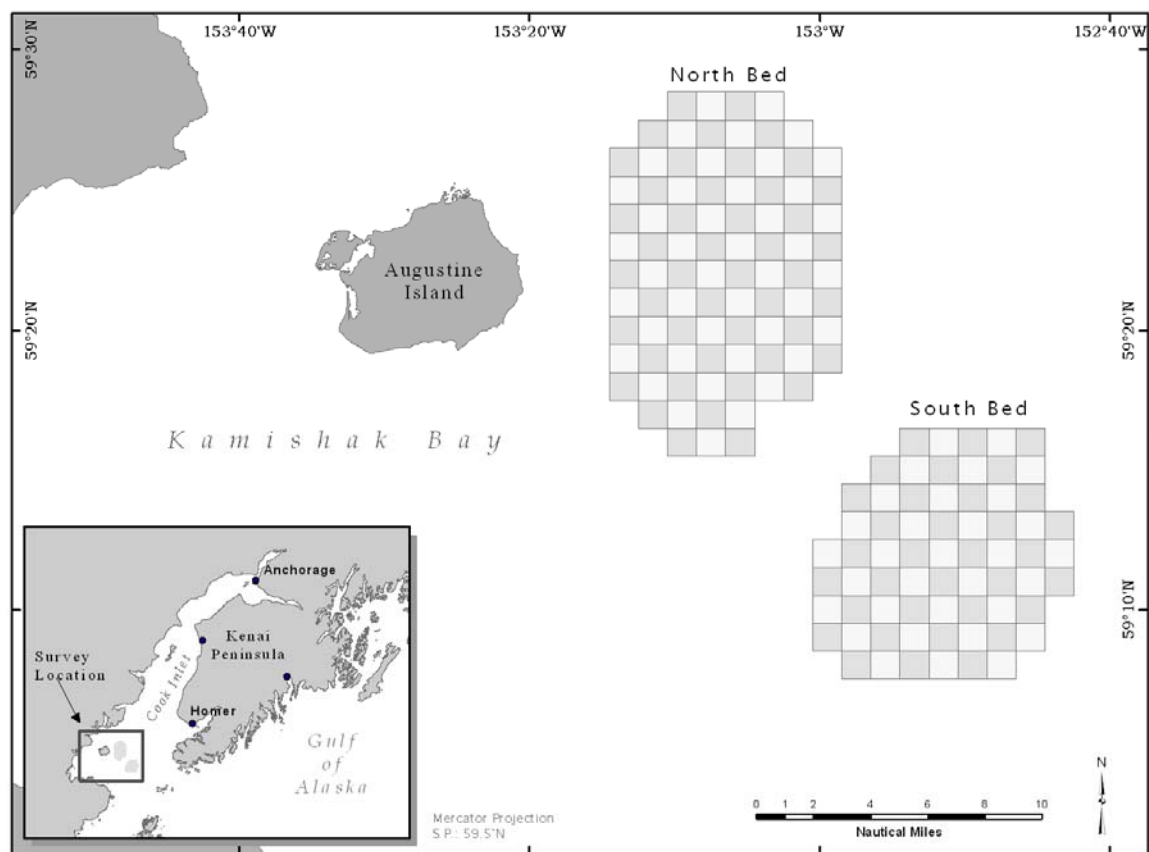 153°40'W
153°20'W
153°W
152°40'W
59°30'N
North Bed
Augustine
Island
59°20'N
59°20'N
South Bed
Kamishak Bay
59°10'N
Anchorage
Kenai
Peninsula
Survey
Location
Cook Inlet
Homer
Gulf
of
Alaska
N
0 1 2 4 6 8 10
Nautical Miles
Mercator Projection
S.P.: 59.5°N